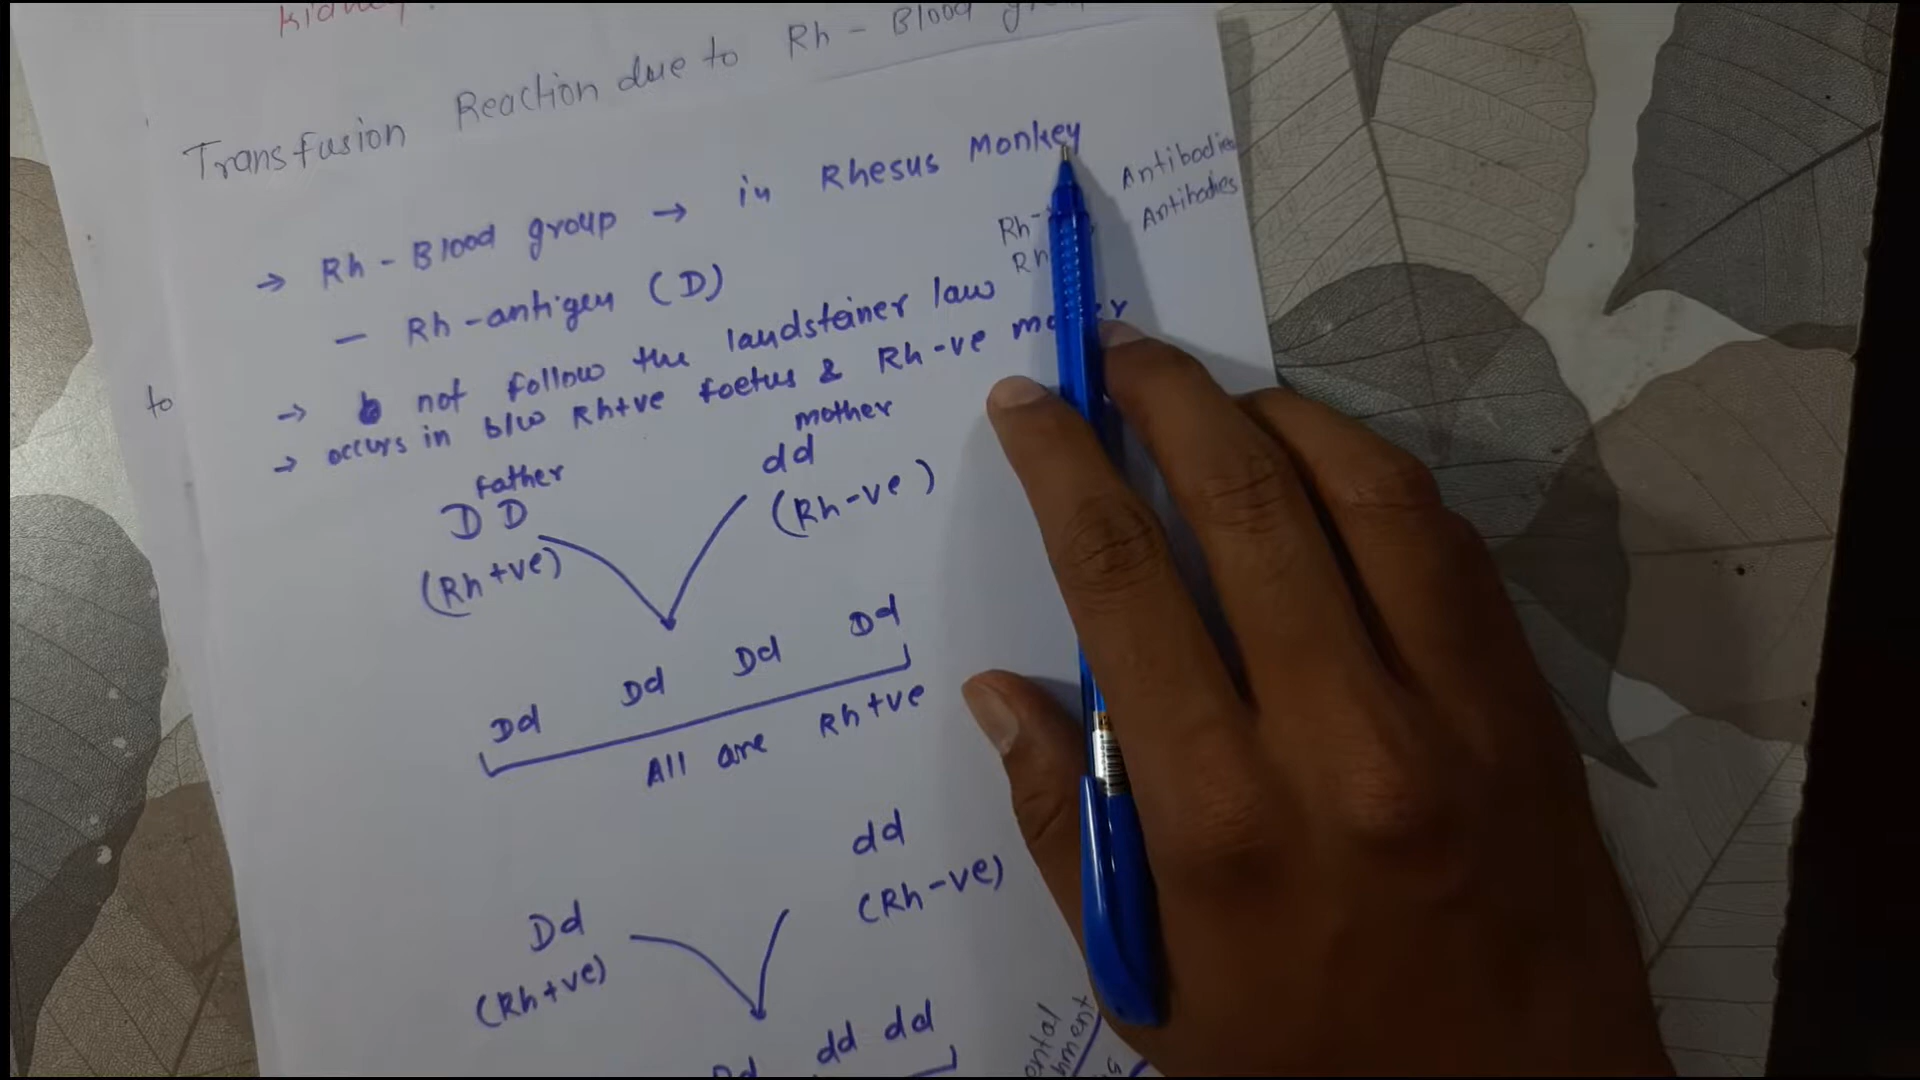 Transfusion Reaction due to Rh - Blood
→ Rh - Blood group → in Rhesus Monkey
- Rh - antigen (D)
Antibodies
Antibodies
Rh-
Rh
→ not follow the landsteiner law
→ occurs in b/w Rh+ve foetus & Rh-ve
to
father
DD
(Rh+ve)
mother
dd
(Rh-ve)
Dd Dd Dd Dd
All are Rh+ve
Dd
(Rh+ve)
dd
(Rh-ve)
dd dd